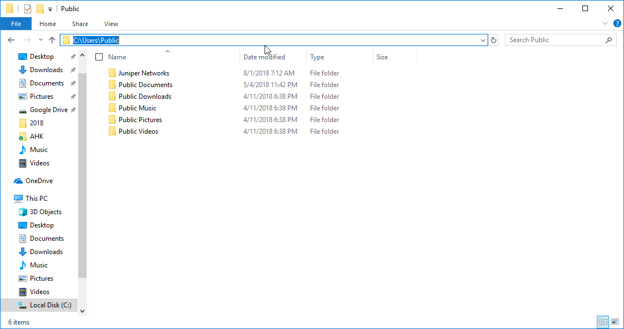 Public
File Home Share View
C:\Users\Public
Search Public
Name Date modified Type Size
Juniper Networks 8/1/2018 7:12 AM File folder
Public Documents 5/4/2018 11:42 PM File folder
Public Downloads 4/11/2018 6:38 PM File folder
Public Music 4/11/2018 6:38 PM File folder
Public Pictures 4/11/2018 6:38 PM File folder
Public Videos 4/11/2018 6:38 PM File folder
Desktop
Downloads
Documents
Pictures
Google Drive
2018
AHK
Music
Videos
OneDrive
This PC
3D Objects
Desktop
Documents
Downloads
Music
Pictures
Videos
Local Disk (C:)
6 items